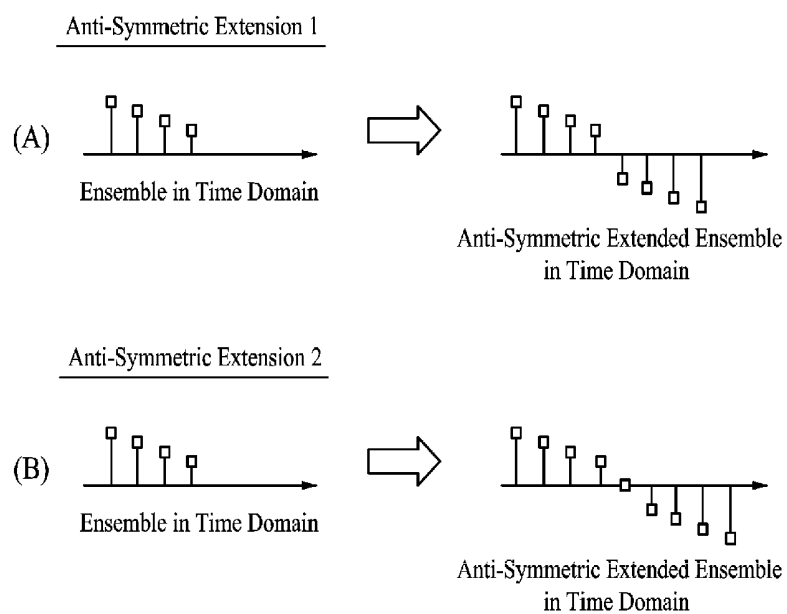 Anti-Symmetric Extension 1
(A)
Ensemble in Time Domain
Anti-Symmetric Extended Ensemble
in Time Domain
Anti-Symmetric Extension 2
(B)
Ensemble in Time Domain
Anti-Symmetric Extended Ensemble
in Time Domain